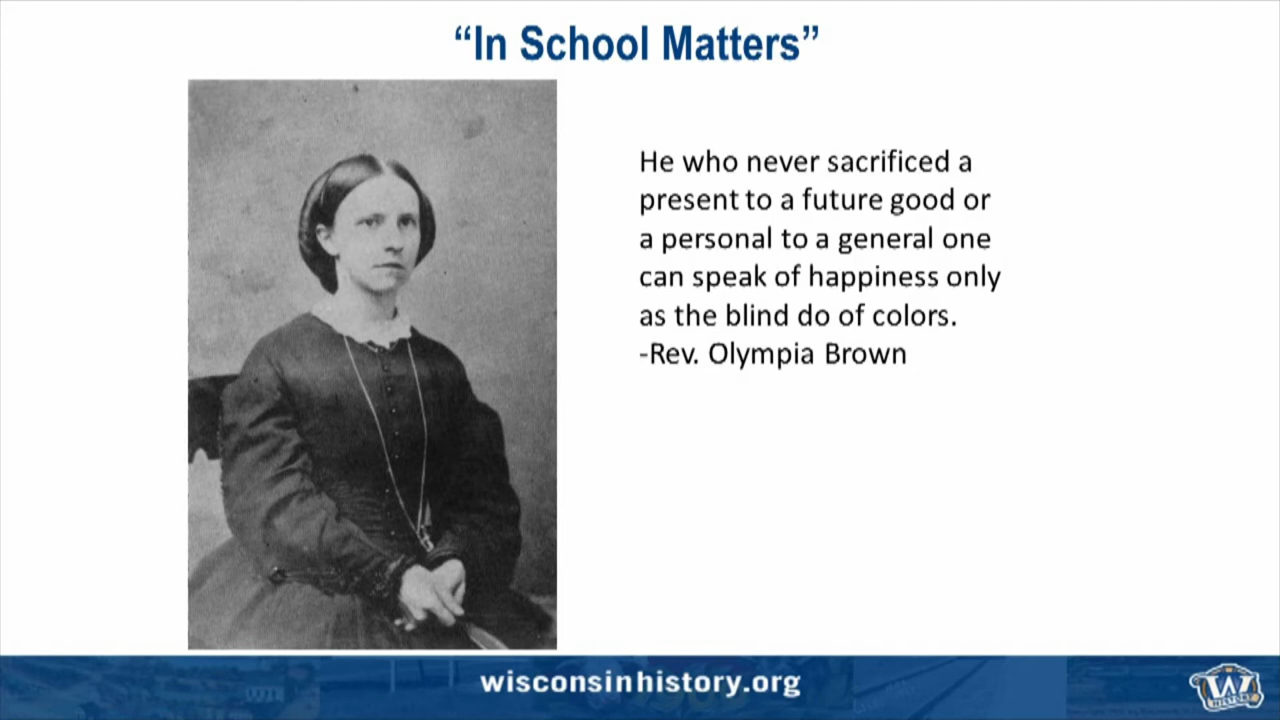 “In School Matters”
He who never sacrificed a
present to a future good or
a personal to a general one
can speak of happiness only
as the blind do of colors.
-Rev. Olympia Brown
wisconsinhistory.org
W
HISTORY